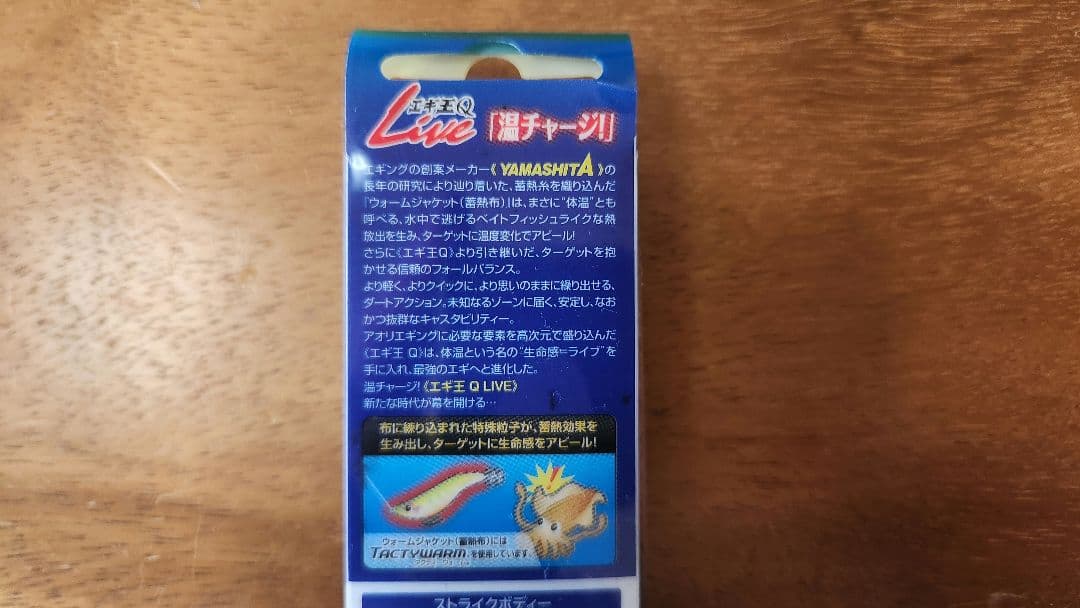 エギ王Q
Live「温チャージ!」
エギングの創案メーカー《YAMASHITA》の
長年の研究により辿り着いた、蓄熱糸を織り込んだ
「ウォームジャケット(蓄熱布)」は、まさに“体温”とも
呼べる、水中で逃げるベイトフィッシュライクな熱
放出を生み、ターゲットに温度変化でアピール!
さらに《エギ王Q》より引き継いだ、ターゲットを抱
かせる信頼のフォールバランス。
より軽く、よりクイックに、より思いのままに繰り出せる、
ダートアクション。未知なるゾーンに届く、安定し、なお
かつ抜群なキャスタビリティー。
アオリエギングに必要な要素を高次元で盛り込んだ
《エギ王 Q》は、体温という名の“生命感=ライブ”を
手に入れ、最強のエギへと進化した。
温チャージ!《エギ王 Q LIVE》
新たな時代が幕を開ける…
布に練り込まれた特殊粒子が、蓄熱効果を
生み出し、ターゲットに生命感をアピール!
ウォームジャケット(蓄熱布)には
TACTYWARM を使用しています。
ストライクボディー